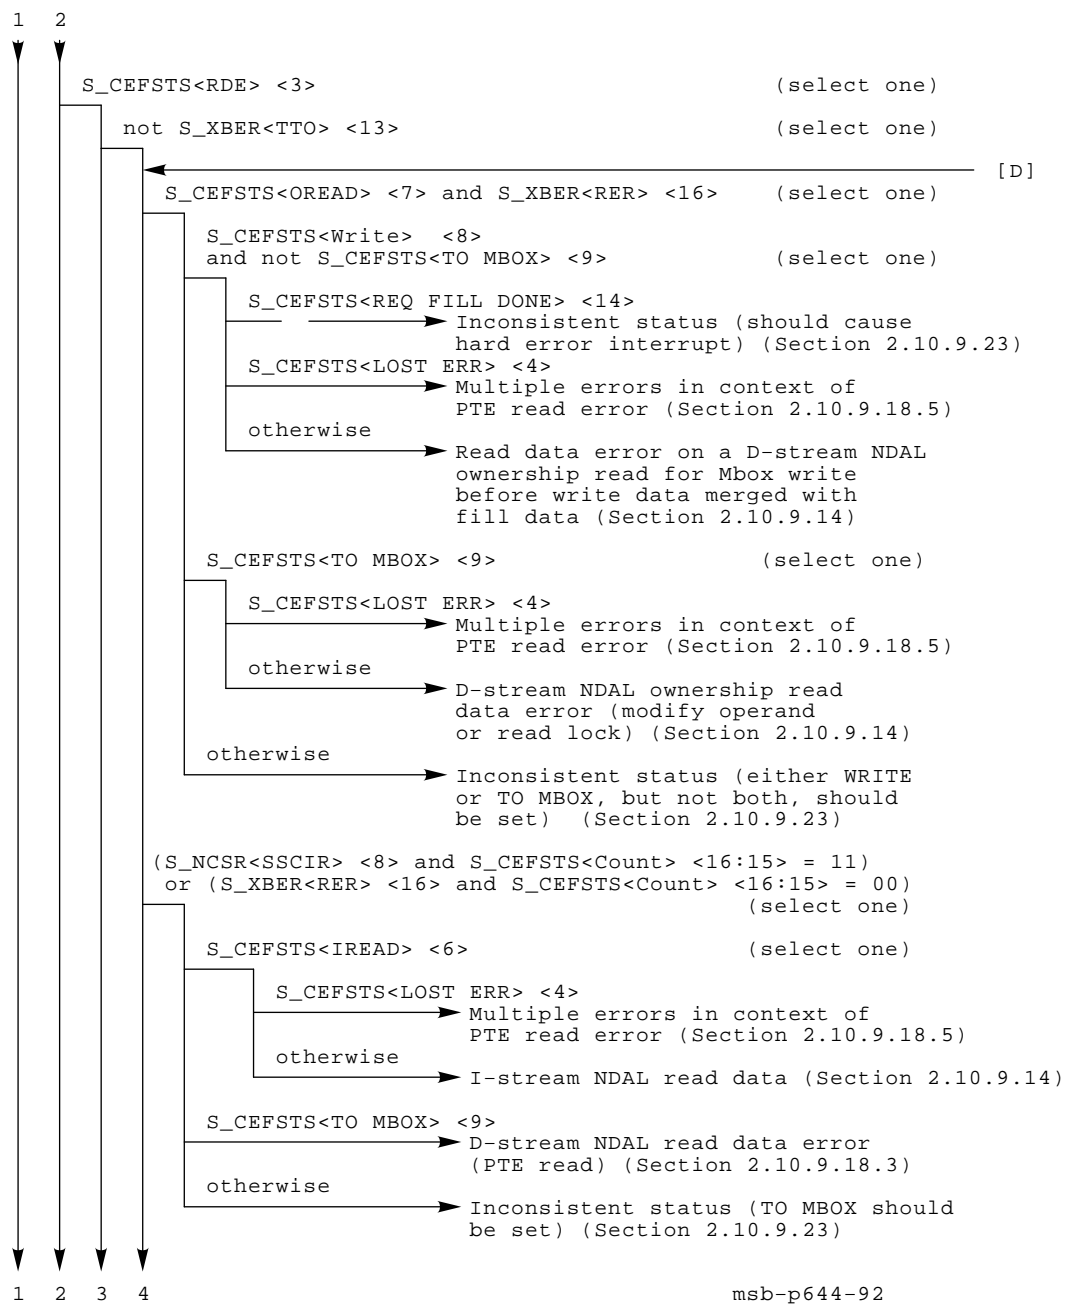 1 2
S_CEFSTS<RDE> <3> (select one)
not S_XBER<TTO> <13> (select one)
[D]
S_CEFSTS<OREAD> <7> and S_XBER<RER> <16> (select one)
S_CEFSTS<Write> <8>
and not S_CEFSTS<TO MBOX> <9> (select one)
S_CEFSTS<REQ FILL DONE> <14>
Inconsistent status (should cause
hard error interrupt) (Section 2.10.9.23)
S_CEFSTS<LOST ERR> <4>
Multiple errors in context of
PTE read error (Section 2.10.9.18.5)
otherwise
Read data error on a D-stream NDAL
ownership read for Mbox write
before write data merged with
fill data (Section 2.10.9.14)
S_CEFSTS<TO MBOX> <9> (select one)
S_CEFSTS<LOST ERR> <4>
Multiple errors in context of
PTE read error (Section 2.10.9.18.5)
otherwise
D-stream NDAL ownership read
data error (modify operand
or read lock) (Section 2.10.9.14)
otherwise
Inconsistent status (either WRITE
or TO MBOX, but not both, should
be set) (Section 2.10.9.23)
(S_NCSR<SSCIR> <8> and S_CEFSTS<Count> <16:15> = 11)
or (S_XBER<RER> <16> and S_CEFSTS<Count> <16:15> = 00)
(select one)
S_CEFSTS<IREAD> <6> (select one)
S_CEFSTS<LOST ERR> <4>
Multiple errors in context of
PTE read error (Section 2.10.9.18.5)
otherwise
I-stream NDAL read data (Section 2.10.9.14)
S_CEFSTS<TO MBOX> <9>
D-stream NDAL read data error
(PTE read) (Section 2.10.9.18.3)
otherwise
Inconsistent status (TO MBOX should
be set) (Section 2.10.9.23)
1 2 3 4 msb-p644-92